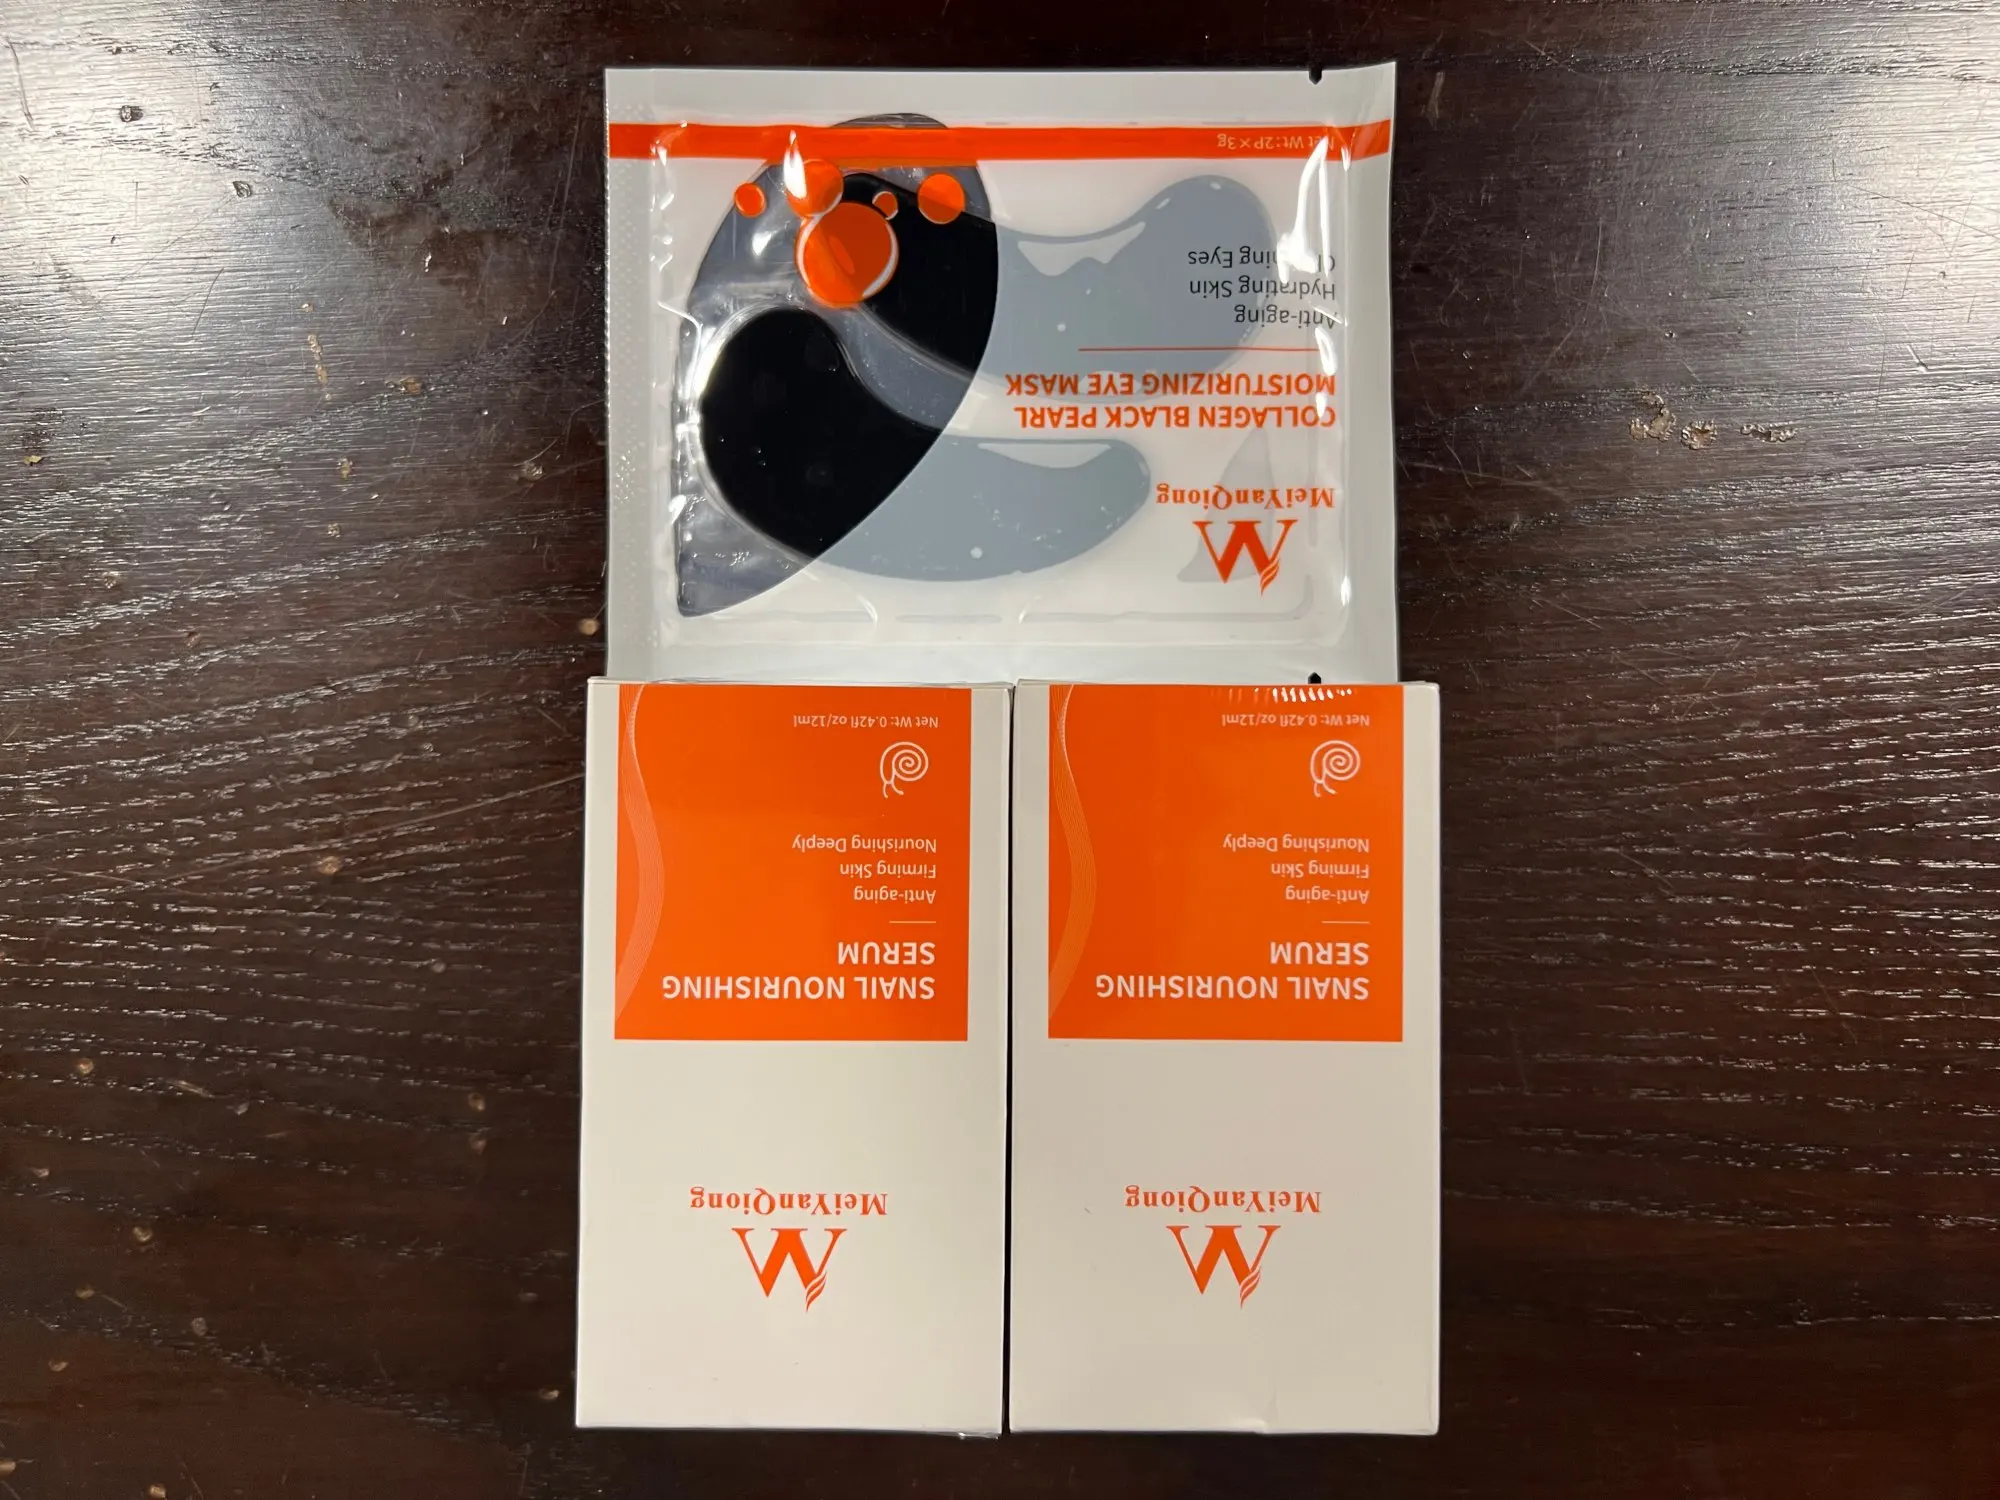 MeiYanQiong
COLLAGEN BLACK PEARL
MOISTURIZING EYE MASK
Anti-aging
Hydrating Skin
Eyes
Net Wt:2P×3g
MeiYanQiong
SNAIL NOURISHING
SERUM
Anti-aging
Firming Skin
Nourishing Deeply
Net Wt: 0.42fl oz/12ml
MeiYanQiong
SNAIL NOURISHING
SERUM
Anti-aging
Firming Skin
Nourishing Deeply
Net Wt: 0.42fl oz/12ml